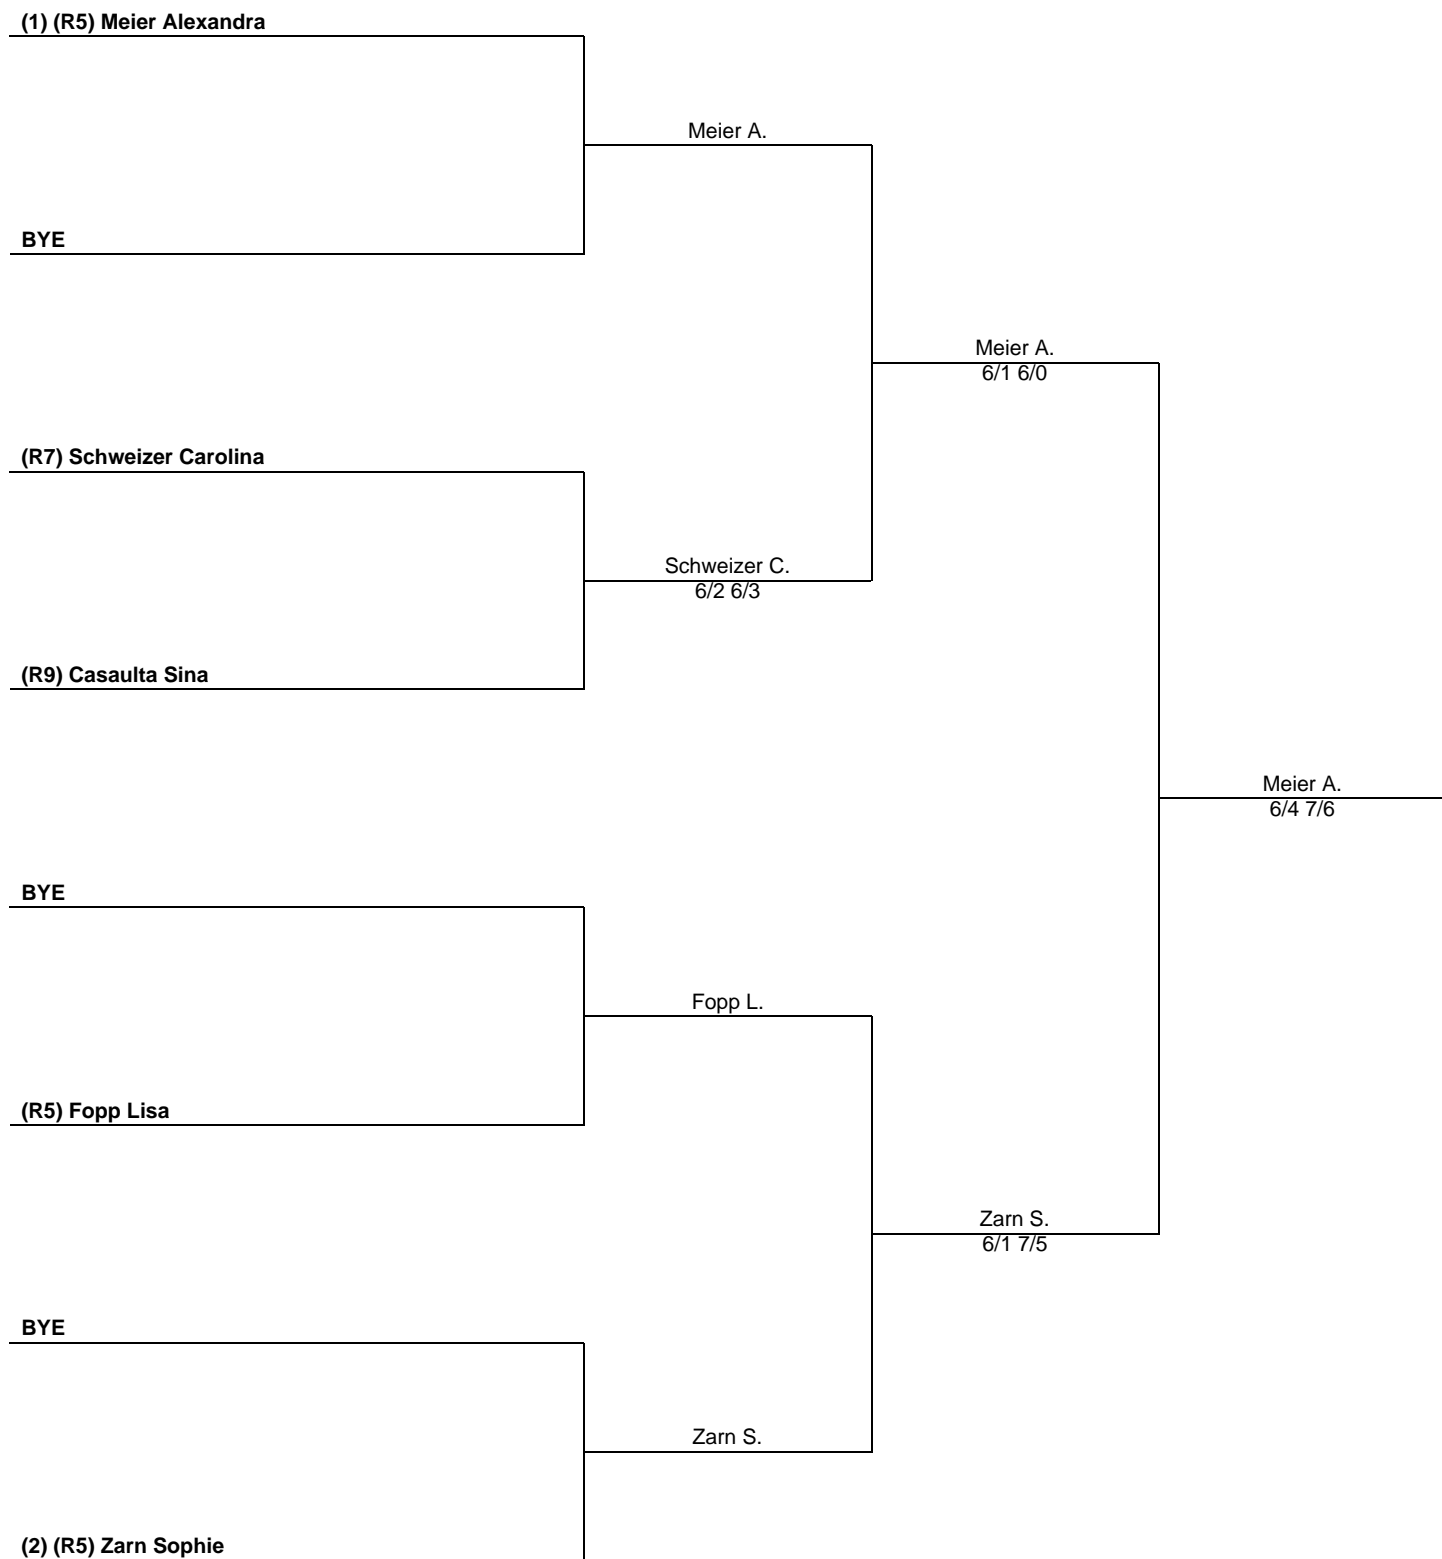 (1) (R5) Meier Alexandra
Meier A.
BYE
Meier A.
6/1 6/0
(R7) Schweizer Carolina
Schweizer C.
6/2 6/3
(R9) Casaulta Sina
Meier A.
6/4 7/6
BYE
Fopp L.
(R5) Fopp Lisa
Zarn S.
6/1 7/5
BYE
Zarn S.
(2) (R5) Zarn Sophie